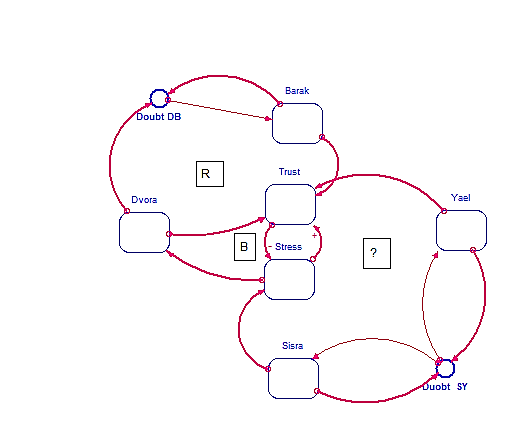 Barak
Doubt DB
R
Trust
Dvora
Yael
B
- Stress
+
?
Sisra
Duobt SY